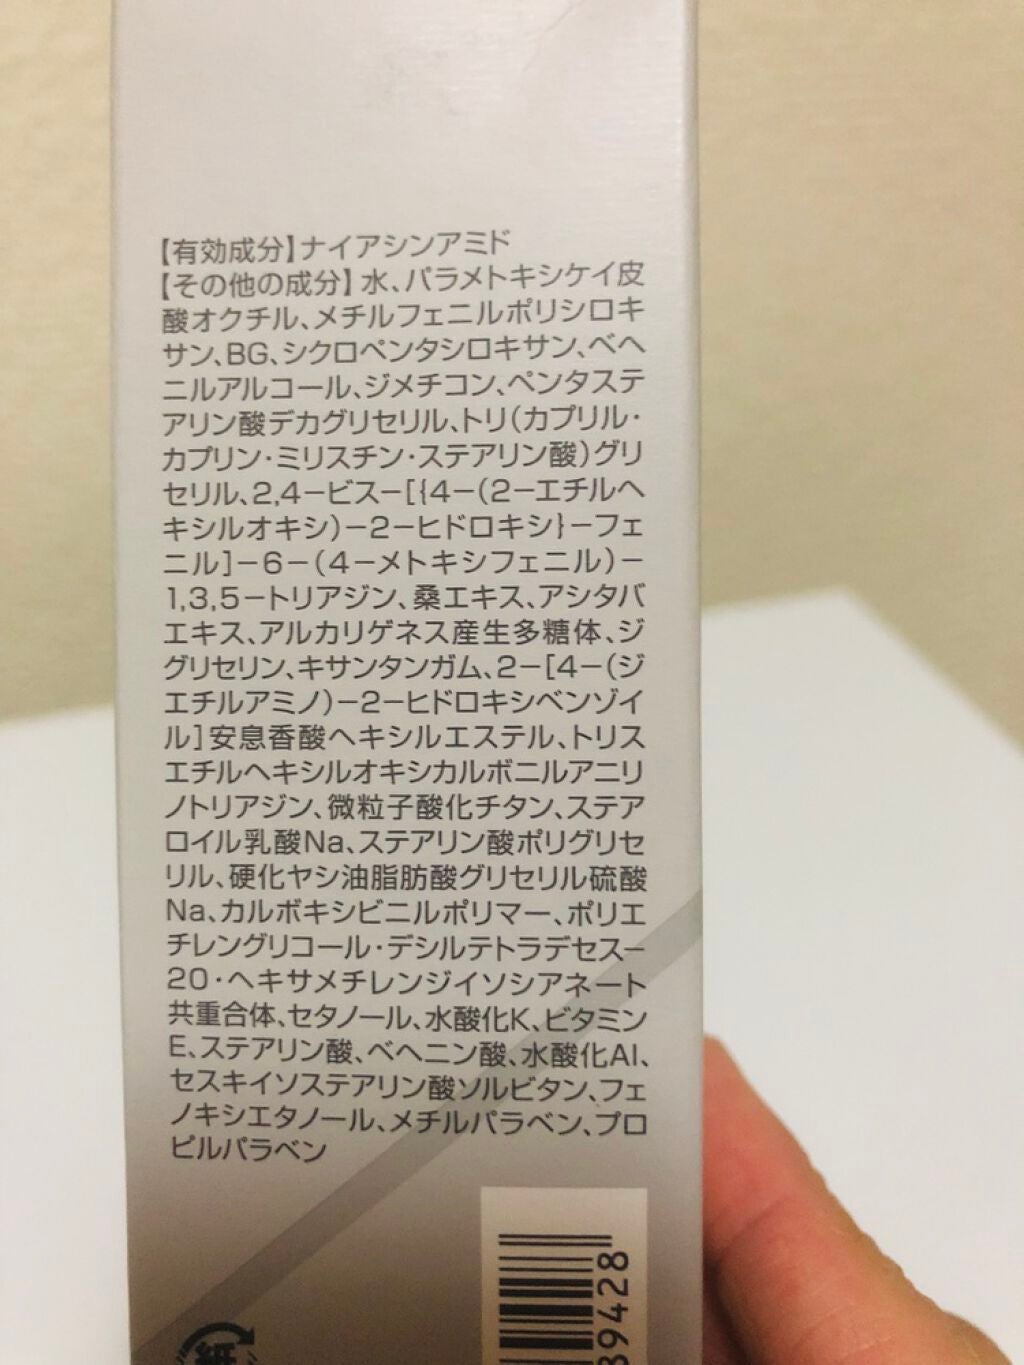 【有効成分】ナイアシンアミド
【その他の成分】水、パラメトキシケイ皮
酸オクチル、メチルフェニルポリシロキ
サン、BG、シクロペンタシロキサン、ベヘ
ニルアルコール、ジメチコン、ペンタステ
アリン酸デカグリセリル、トリ(カプリル・
カプリン・ミリスチン・ステアリン酸)グリ
セリル、2,4−ビス−[{4−(2−エチルヘ
キシルオキシ)−2−ヒドロキシ}−フェ
ニル]−6−(4−メトキシフェニル)−
1,3,5−トリアジン、桑エキス、アシタバ
エキス、アルカリゲネス産生多糖体、ジ
グリセリン、キサンタンガム、2−[4−(ジ
エチルアミノ)−2−ヒドロキシベンゾイ
ル]安息香酸ヘキシルエステル、トリス
エチルヘキシルオキシカルボニルアニリ
ノトリアジン、微粒子酸化チタン、ステア
ロイル乳酸Na、ステアリン酸ポリグリセ
リル、硬化ヤシ油脂肪酸グリセリル硫酸
Na、カルボキシビニルポリマー、ポリエ
チレングリコール・デシルテトラデセス−
20・ヘキサメチレンジイソシアネート
共重合体、セタノール、水酸化K、ビタミン
E、ステアリン酸、ベヘニン酸、水酸化Al、
セスキイソステアリン酸ソルビタン、フェ
ノキシエタノール、メチルパラベン、プロ
ピルパラベン
89428